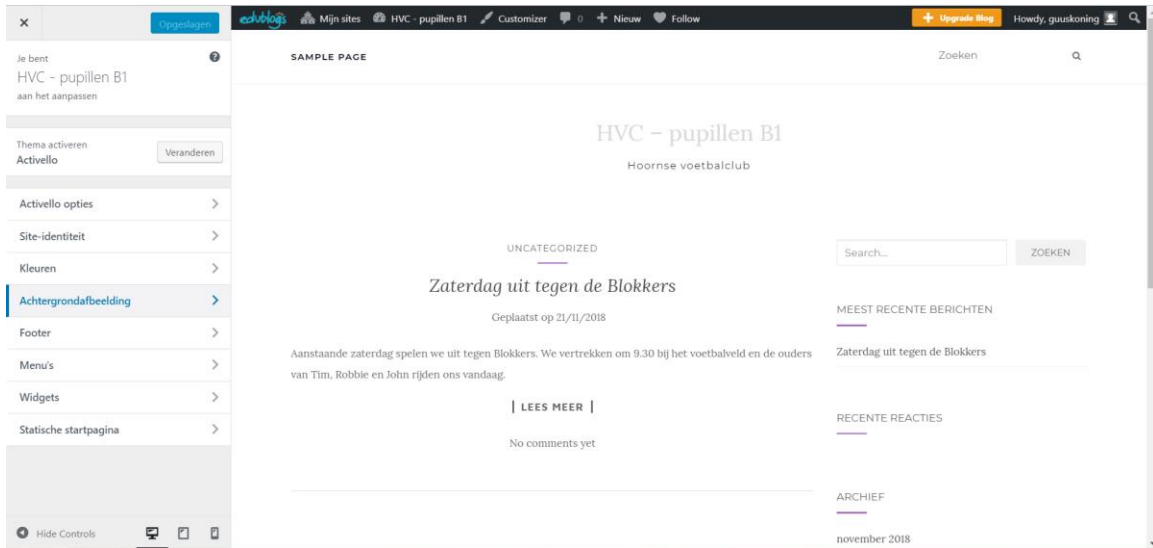 Opgeslagen
Je bent
HVC - pupillen B1
aan het aanpassen
Thema activeren
Activello
Veranderen
Activello opties
Site-identiteit
Kleuren
Achtergrondafbeelding
Footer
Menu's
Widgets
Statische startpagina
Hide Controls
edublogs Mijn sites HVC - pupillen B1 Customizer 0 + Nieuw Follow + Upgrade Blog Howdy, guuskoning
SAMPLE PAGE
Zoeken
HVC – pupillen B1
Hoornse voetbalclub
UNCATEGORIZED
Zaterdag uit tegen de Blokkers
Geplaatst op 21/11/2018
Aanstaande zaterdag spelen we uit tegen Blokkers. We vertrekken om 9.30 bij het voetbalveld en de ouders
van Tim, Robbie en John rijden ons vandaag.
| LEES MEER |
No comments yet
Search...
ZOEKEN
MEEST RECENTE BERICHTEN
Zaterdag uit tegen de Blokkers
RECENTE REACTIES
ARCHIEF
november 2018